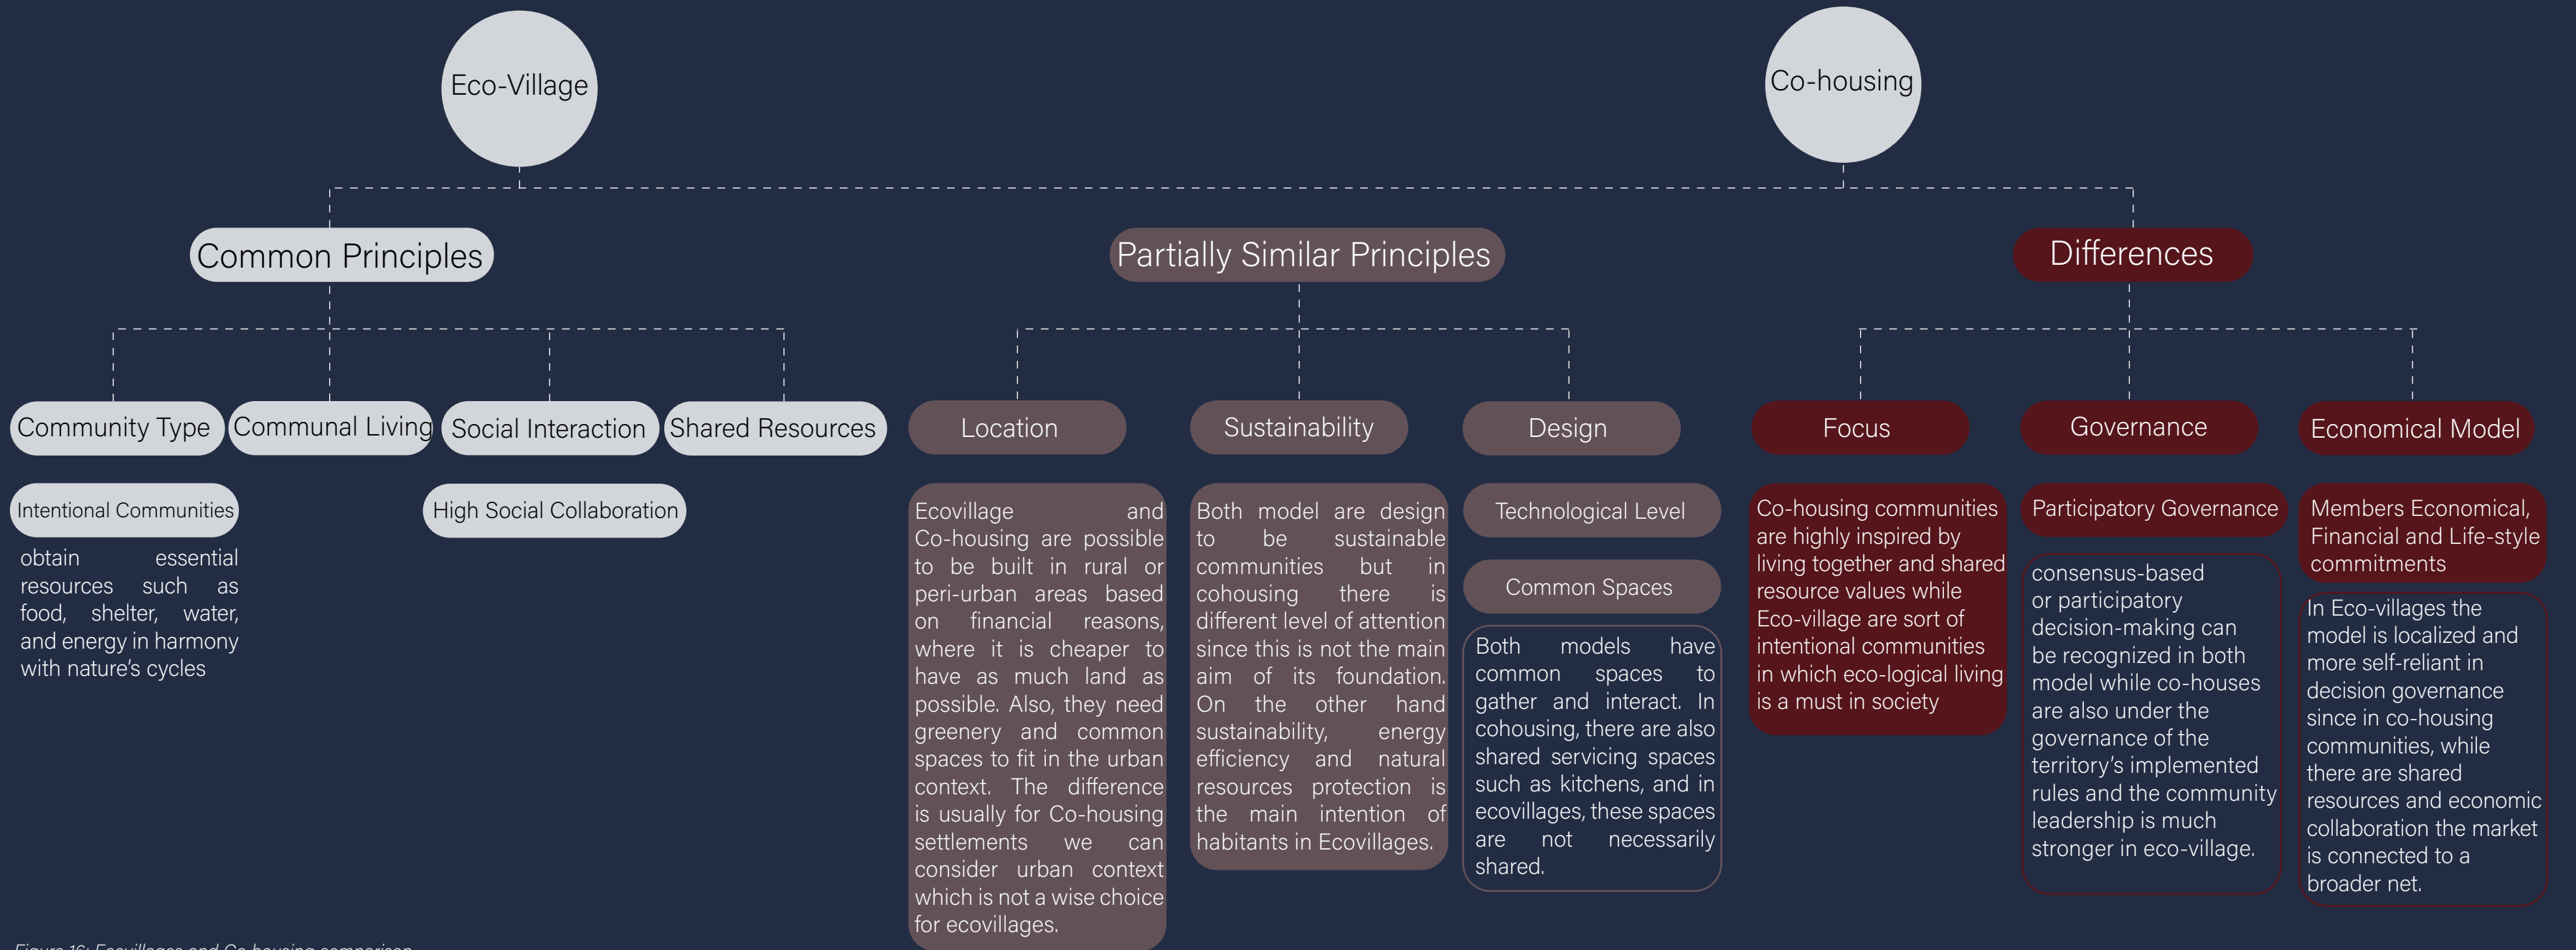 Eco-Village
Co-housing
Common Principles
Partially Similar Principles
Differences
Community Type
Communal Living
Social Interaction
Shared Resources
Location
Sustainability
Design
Focus
Governance
Economical Model
Intentional Communities
obtain essential
resources such as
food, shelter, water,
and energy in harmony
with nature's cycles
High Social Collaboration
Ecovillage and
Co-housing are possible
to be built in rural or
peri-urban areas based
on financial reasons,
where it is cheaper to
have as much land as
possible. Also, they need
greenery and common
spaces to fit in the urban
context. The difference
is usually for Co-housing
settlements we can
consider urban context
which is not a wise choice
for ecovillages.
Both model are design
to be sustainable
communities but in
cohousing there is
different level of attention
since this is not the main
aim of its foundation.
On the other hand
sustainability, energy
efficiency and natural
resources protection is
the main intention of
habitants in Ecovillages.
Technological Level
Common Spaces
Both models have
common spaces to
gather and interact. In
cohousing, there are also
shared servicing spaces
such as kitchens, and in
ecovillages, these spaces
are not necessarily
shared.
Co-housing communities
are highly inspired by
living together and shared
resource values while
Eco-village are sort of
intentional communities
in which eco-logical living
is a must in society
Participatory Governance
consensus-based
or participatory
decision-making can
be recognized in both
model while co-houses
are also under the
governance of the
territory's implemented
rules and the community
leadership is much
stronger in eco-village.
Members Economical,
Financial and Life-style
commitments
In Eco-villages the
model is localized and
more self-reliant in
decision governance
since in co-housing
communities, while
there are shared
resources and economic
collaboration the market
is connected to a
broader net.
Figure 16: Ecovillages and Co-housing comparison